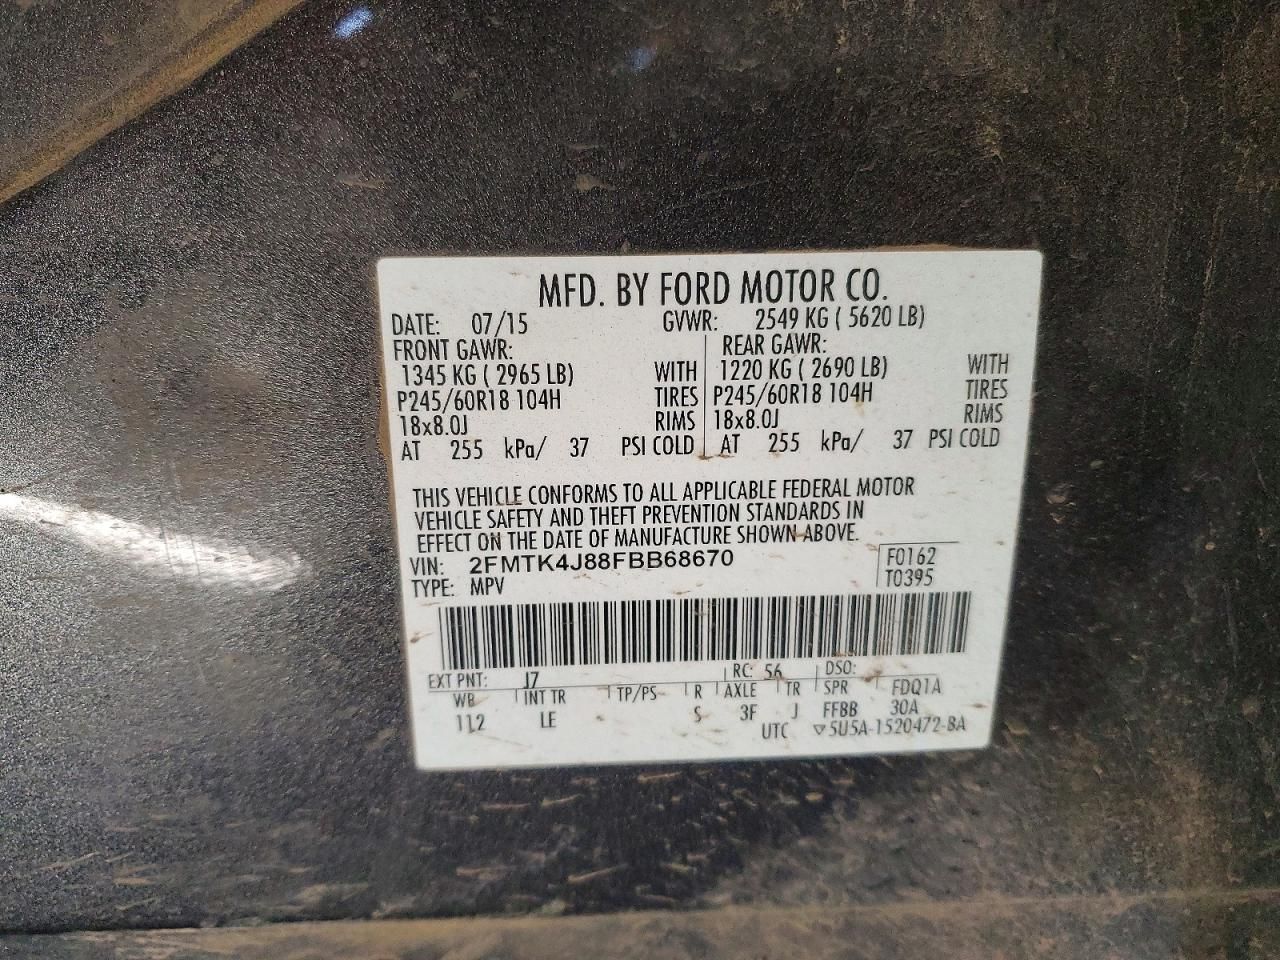 MFD. BY FORD MOTOR CO.
DATE: 07/15 GVWR: 2549 KG ( 5620 LB)
FRONT GAWR: REAR GAWR:
1345 KG ( 2965 LB) WITH 1220 KG ( 2690 LB) WITH
P245/60R18 104H TIRES P245/60R18 104H TIRES
18x8.0J RIMS 18x8.0J RIMS
AT 255 kPa/ 37 PSI COLD AT 255 kPa/ 37 PSI COLD
THIS VEHICLE CONFORMS TO ALL APPLICABLE FEDERAL MOTOR
VEHICLE SAFETY AND THEFT PREVENTION STANDARDS IN
EFFECT ON THE DATE OF MANUFACTURE SHOWN ABOVE.
VIN: 2FMTK4J88FBB68670 F0162
TYPE: MPV T0395
EXT PNT: J7 RC: 56 DSO:
WB INT TR TP/PS R AXLE TR SPR FDQ1A
112 LE S 3F J FFBB 30A
UTC ▽5U5A-1520472-BA